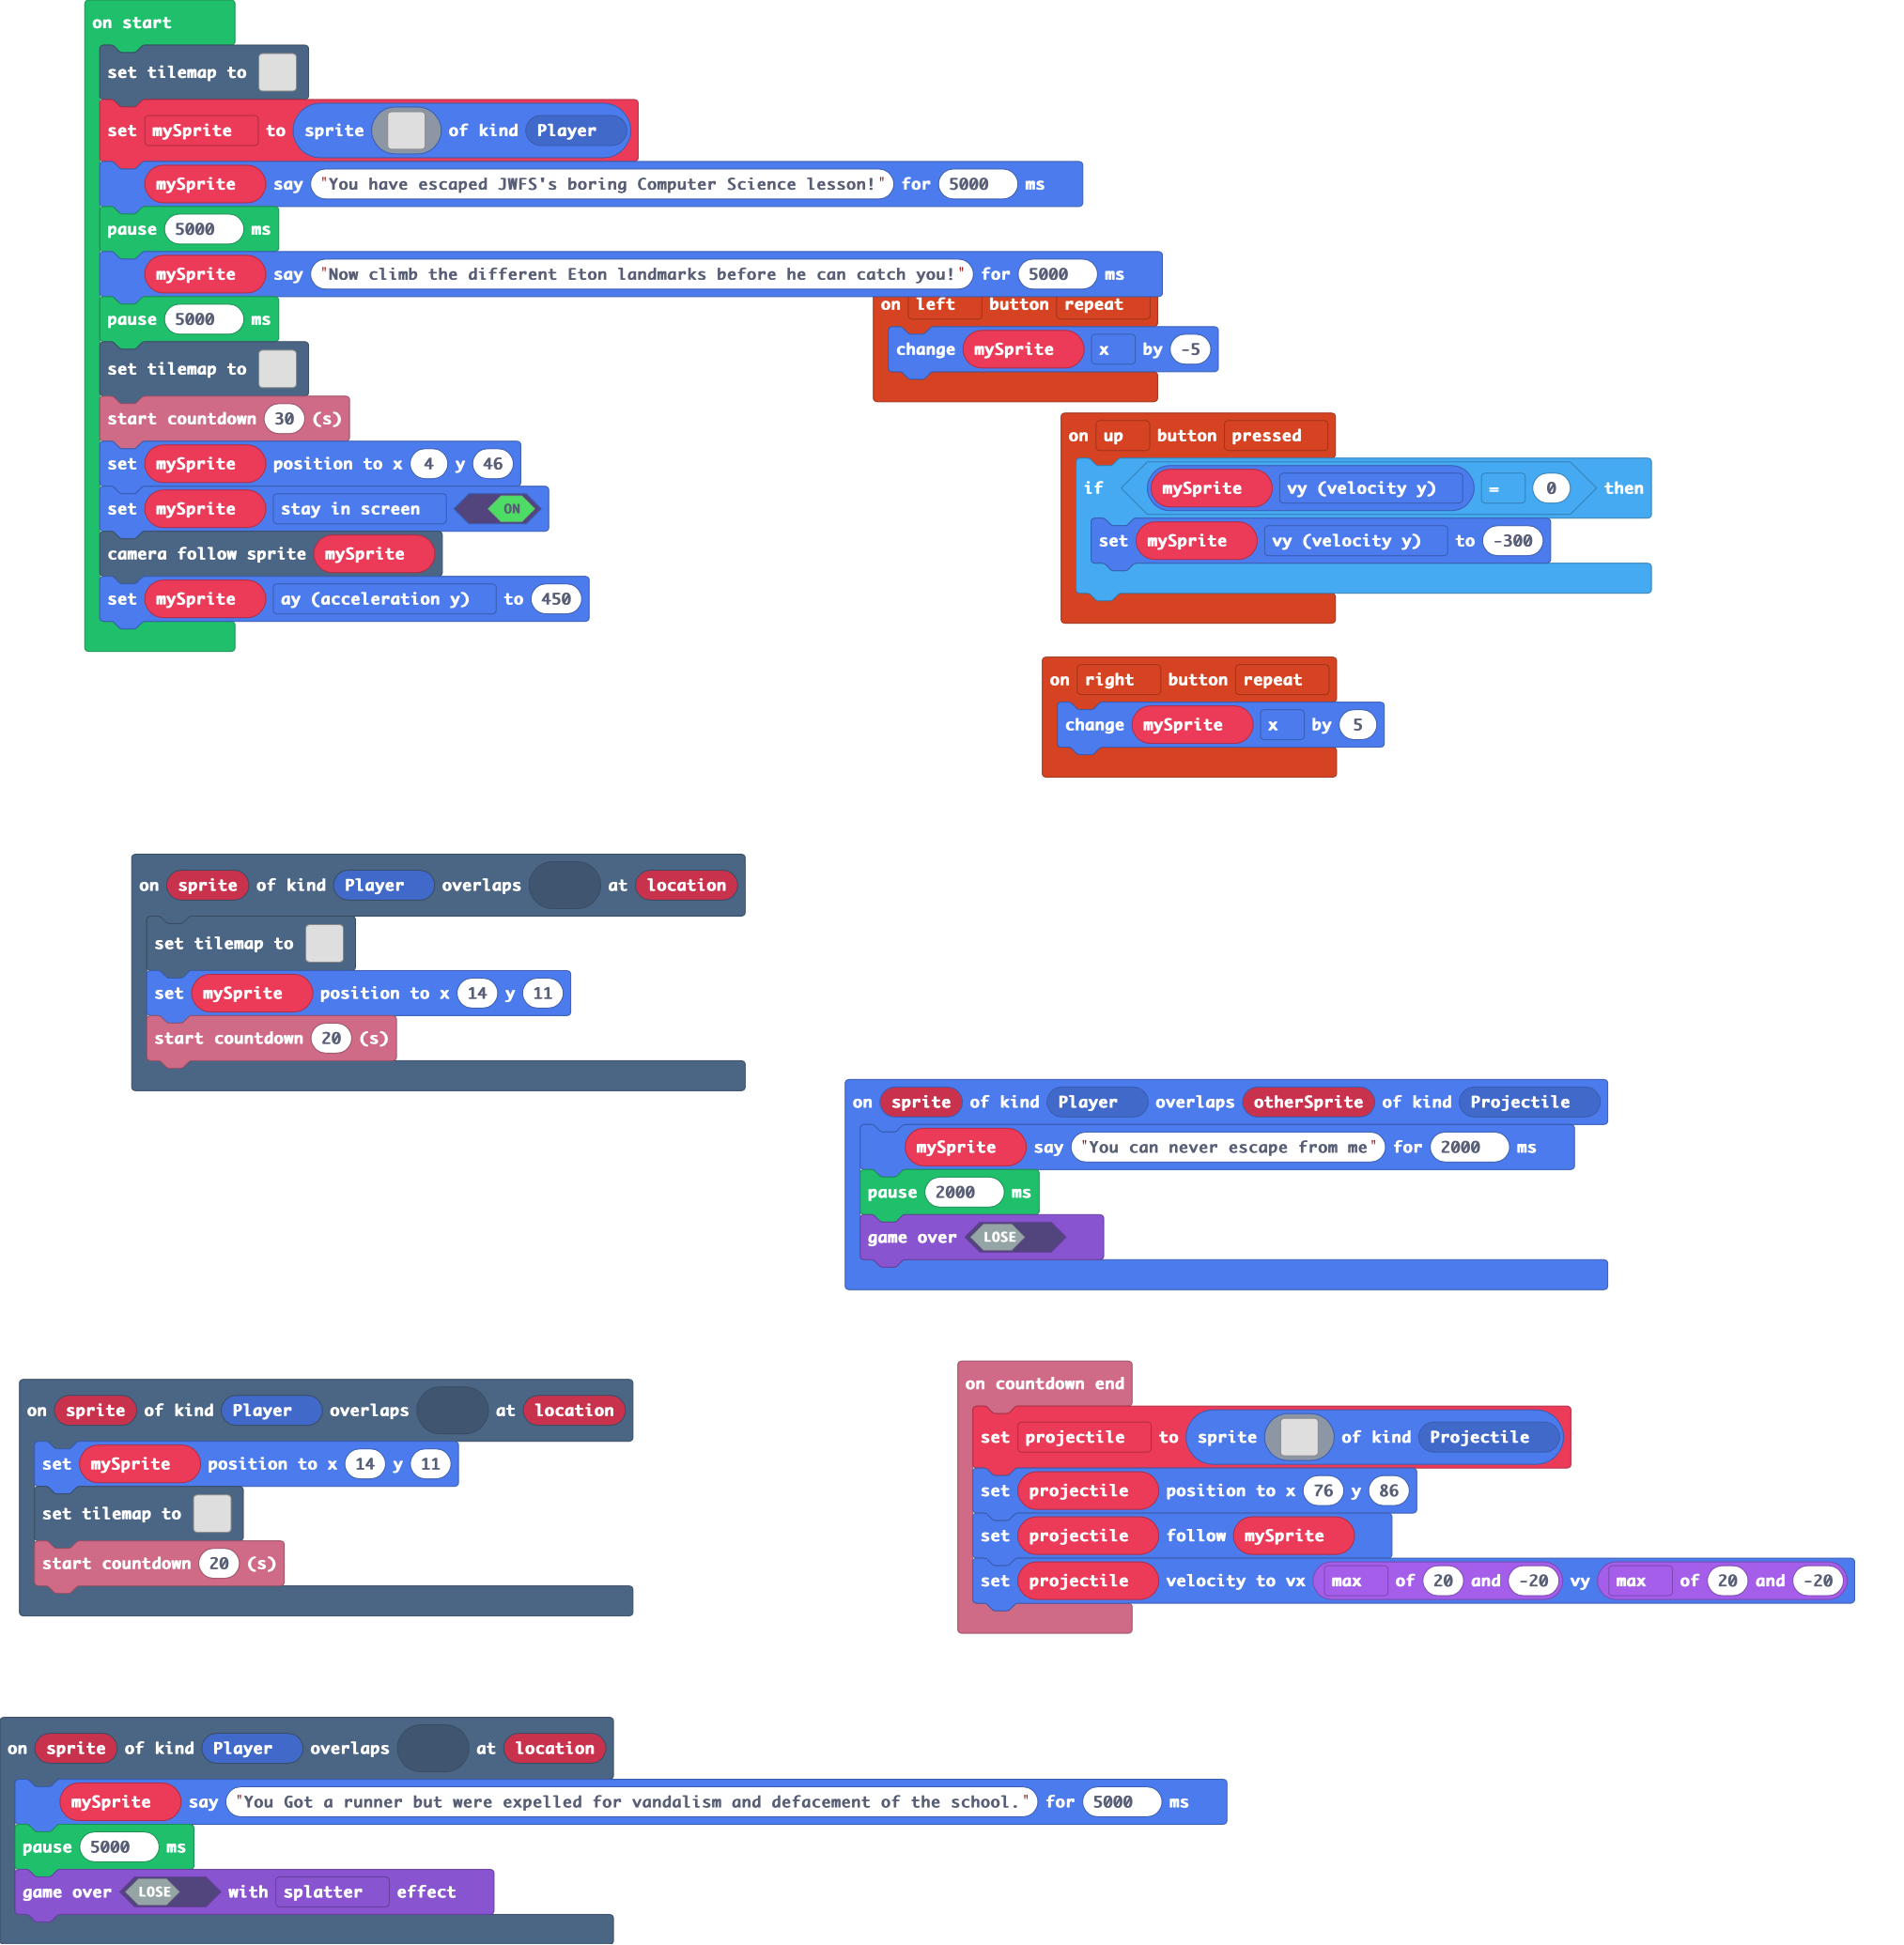 on start
set tilemap to
set mySprite to sprite of kind Player
mySprite say "You have escaped JWFS's boring Computer Science lesson!" for 5000 ms
pause 5000 ms
mySprite say "Now climb the different Eton landmarks before he can catch you!" for 5000 ms
pause 5000 ms
set tilemap to
start countdown 30 (s)
set mySprite position to x 4 y 46
set mySprite stay in screen ON
camera follow sprite mySprite
set mySprite ay (acceleration y) to 450
on left button repeat
change mySprite x by -5
on up button pressed
if mySprite vy (velocity y) = 0 then
set mySprite vy (velocity y) to -300
on right button repeat
change mySprite x by 5
on sprite of kind Player overlaps at location
set tilemap to
set mySprite position to x 14 y 11
start countdown 20 (s)
on sprite of kind Player overlaps otherSprite of kind Projectile
mySprite say "You can never escape from me" for 2000 ms
pause 2000 ms
game over LOSE
on sprite of kind Player overlaps at location
set mySprite position to x 14 y 11
set tilemap to
start countdown 20 (s)
on countdown end
set projectile to sprite of kind Projectile
set projectile position to x 76 y 86
set projectile follow mySprite
set projectile velocity to vx max of 20 and -20 vy max of 20 and -20
on sprite of kind Player overlaps at location
mySprite say "You Got a runner but were expelled for vandalism and defacement of the school." for 5000 ms
pause 5000 ms
game over LOSE with splatter effect